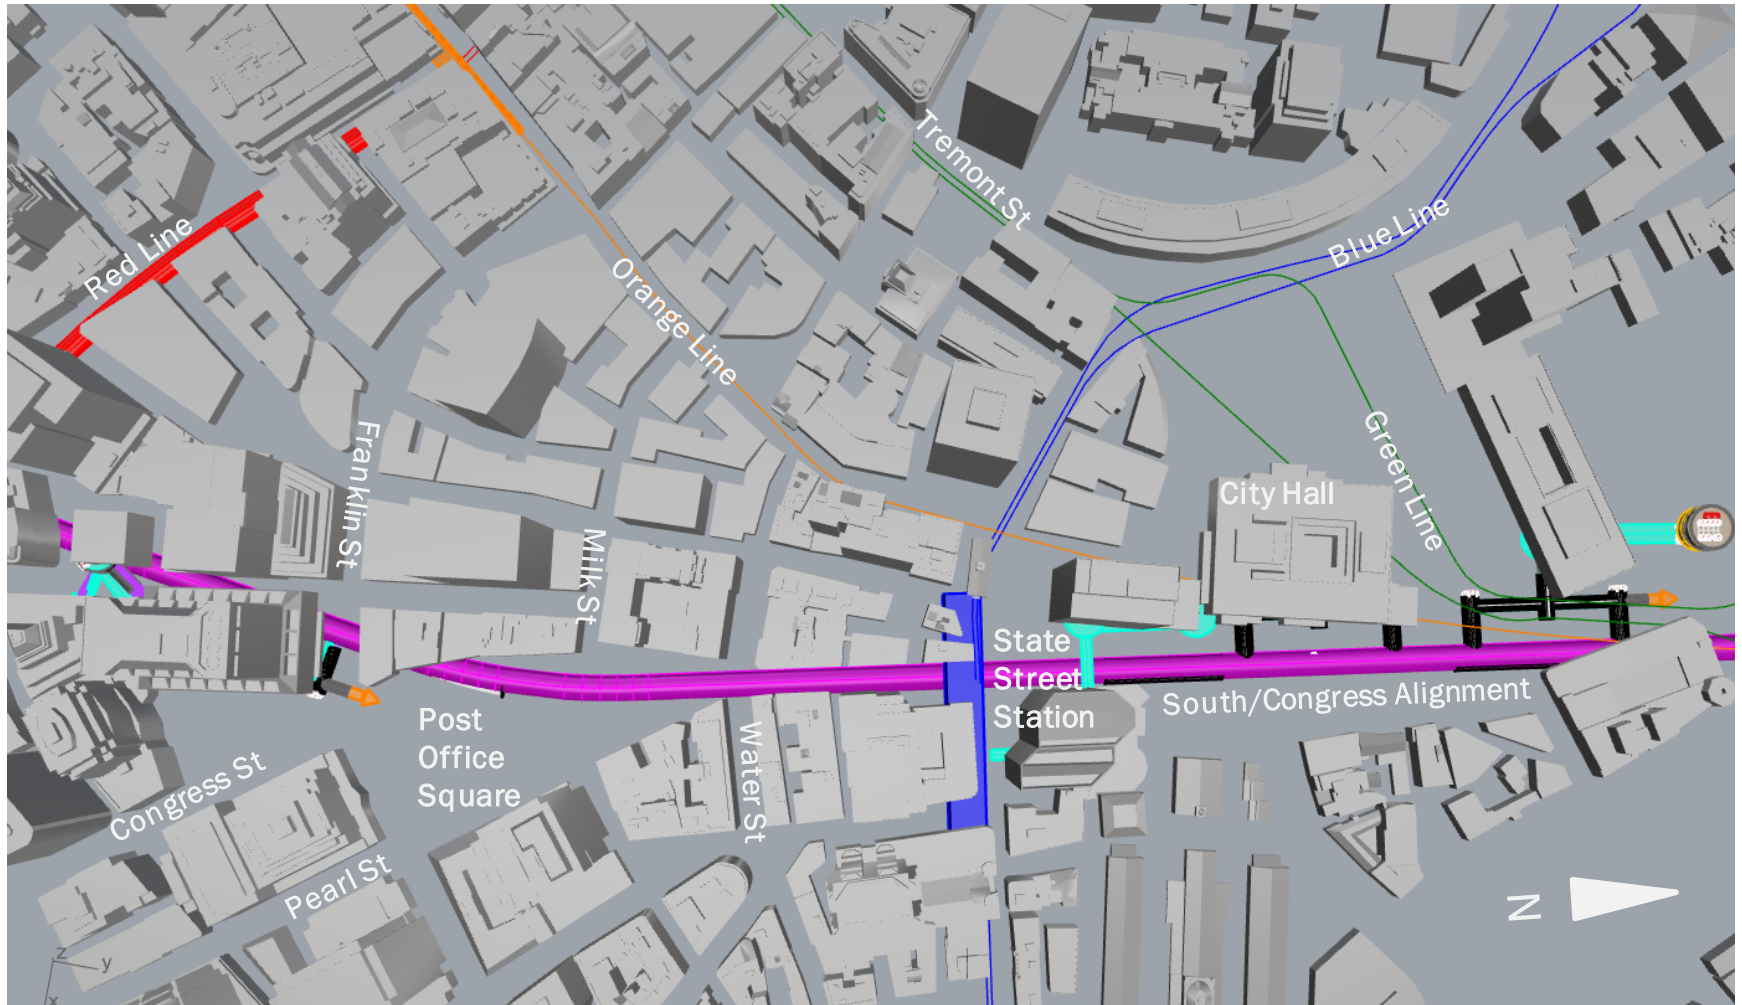 Tremont St
Red Line
Blue Line
Orange Line
Green Line
Franklin St
City Hall
Milk St
State
Street
Station
South/Congress Alignment
Post
Office
Square
Water St
Congress St
Pearl St
N
z
y
x